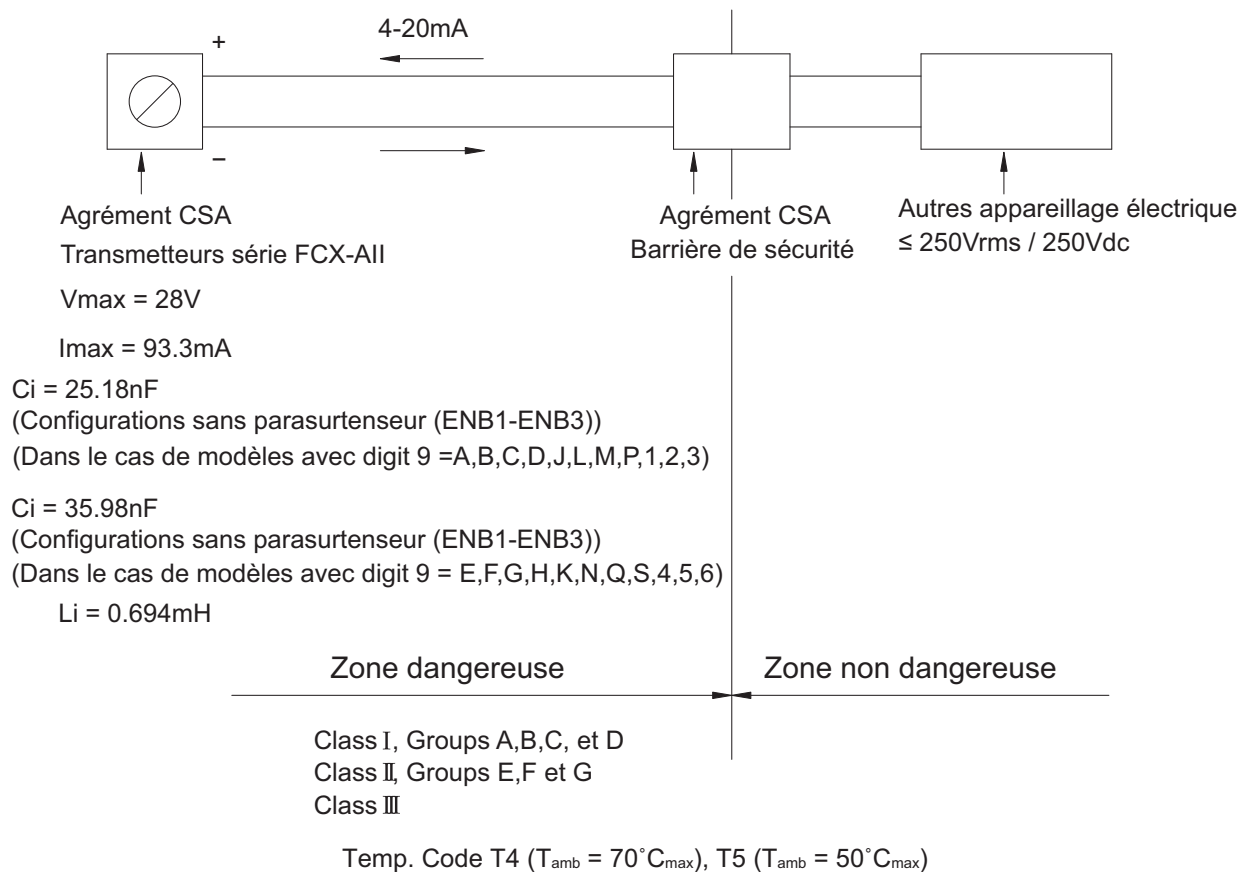 4-20mA
+
−
Agrément CSA
Transmetteurs série FCX-AII
Vmax = 28V
Imax = 93.3mA
Ci = 25.18nF
(Configurations sans parasurtenseur (ENB1-ENB3))
(Dans le cas de modèles avec digit 9 =A,B,C,D,J,L,M,P,1,2,3)
Ci = 35.98nF
(Configurations sans parasurtenseur (ENB1-ENB3))
(Dans le cas de modèles avec digit 9 = E,F,G,H,K,N,Q,S,4,5,6)
Li = 0.694mH
Agrément CSA
Barrière de sécurité
Autres appareillage électrique
≤ 250Vrms / 250Vdc
Zone dangereuse
Zone non dangereuse
Class Ⅰ, Groups A,B,C, et D
Class Ⅱ, Groups E,F et G
Class Ⅲ
Temp. Code T4 (Tamb = 70˚Cmax), T5 (Tamb = 50˚Cmax)